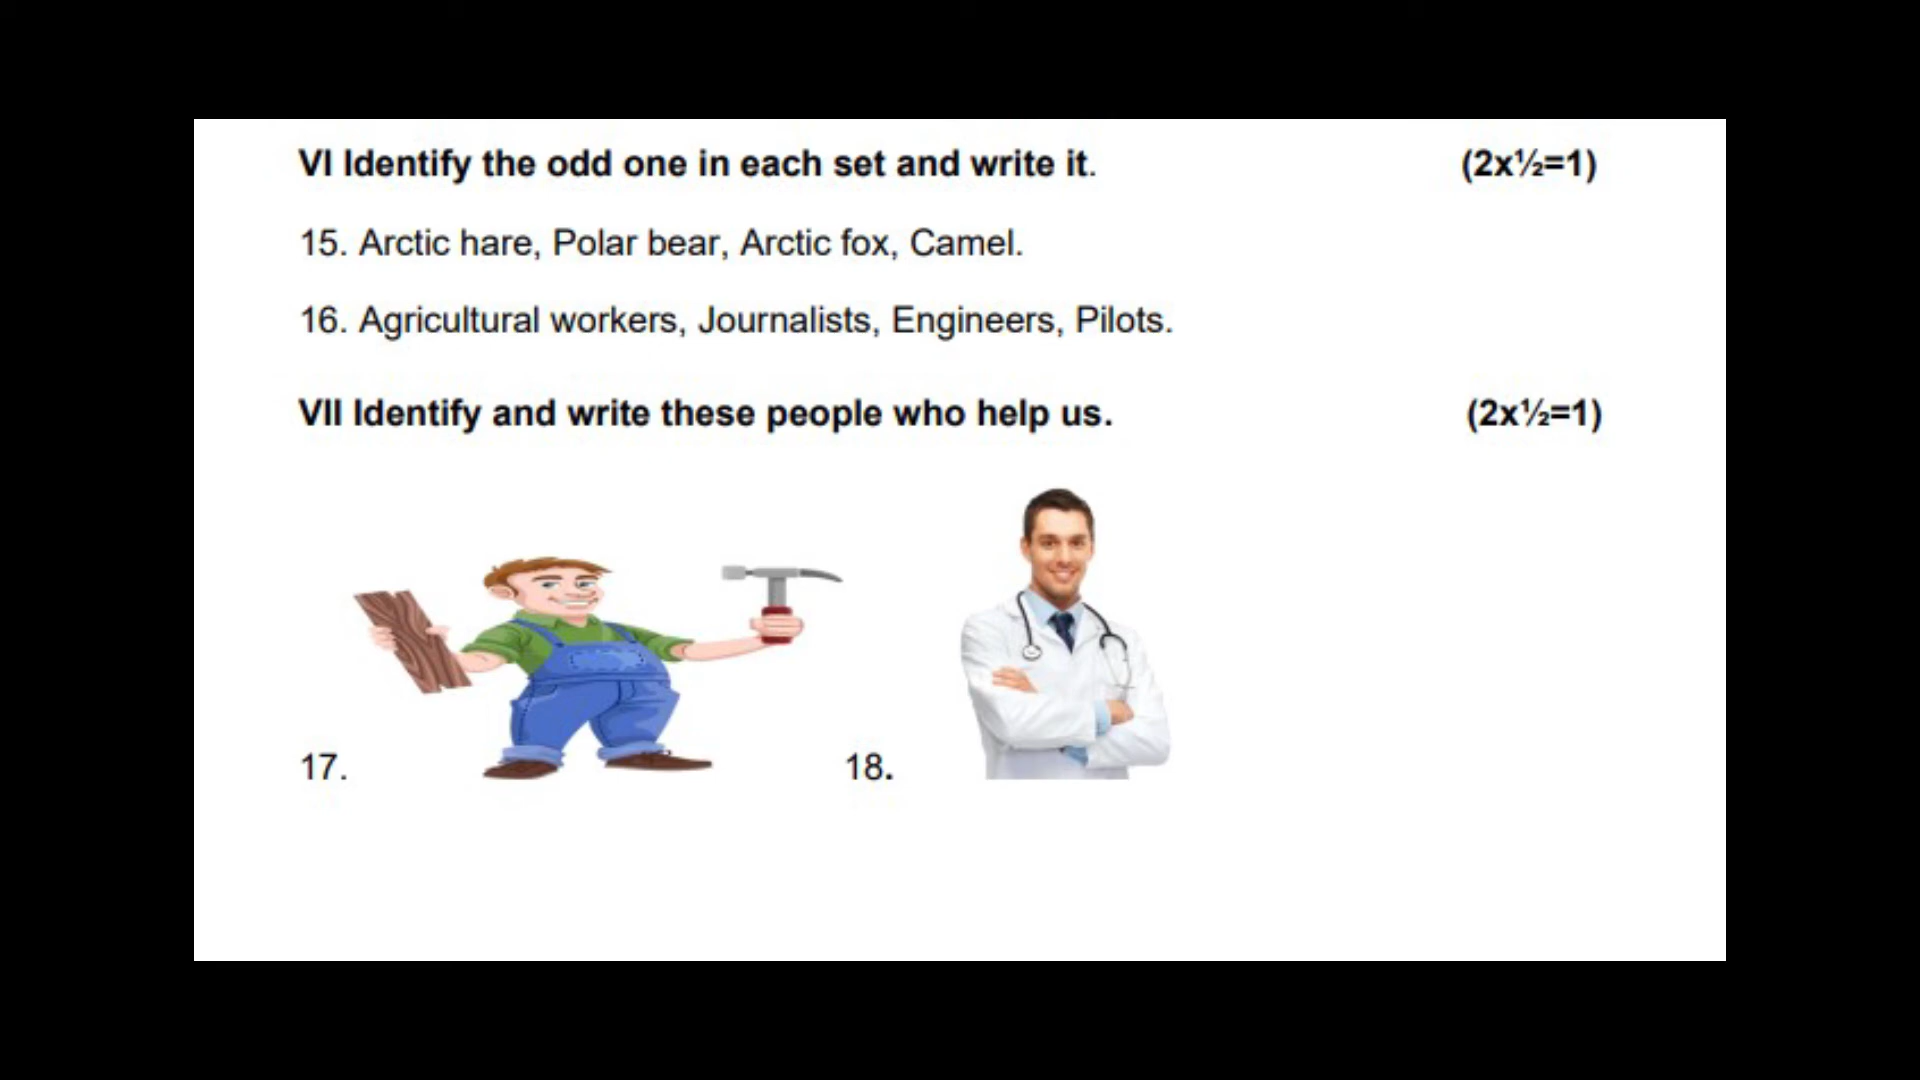 VI Identify the odd one in each set and write it. (2x½=1)
15. Arctic hare, Polar bear, Arctic fox, Camel.
16. Agricultural workers, Journalists, Engineers, Pilots.
VII Identify and write these people who help us. (2x½=1)
17. 18.